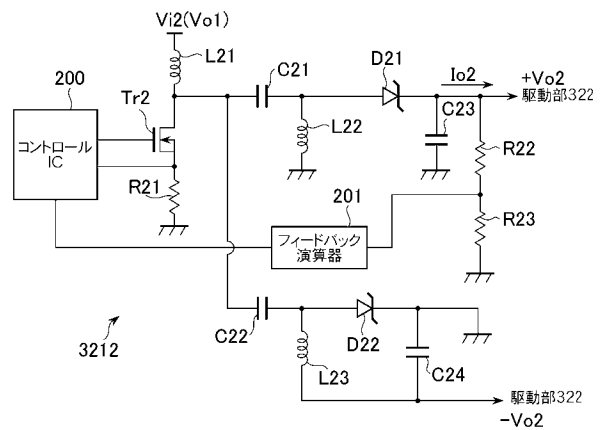 Vi2(Vo1)
L21
200
Tr2
C21
D21
Io2
+Vo2
駆動部322
コントロール
IC
L22
C23
R22
R21
201
フィードバック
演算器
R23
C22
D22
3212
L23
C24
駆動部322
-Vo2